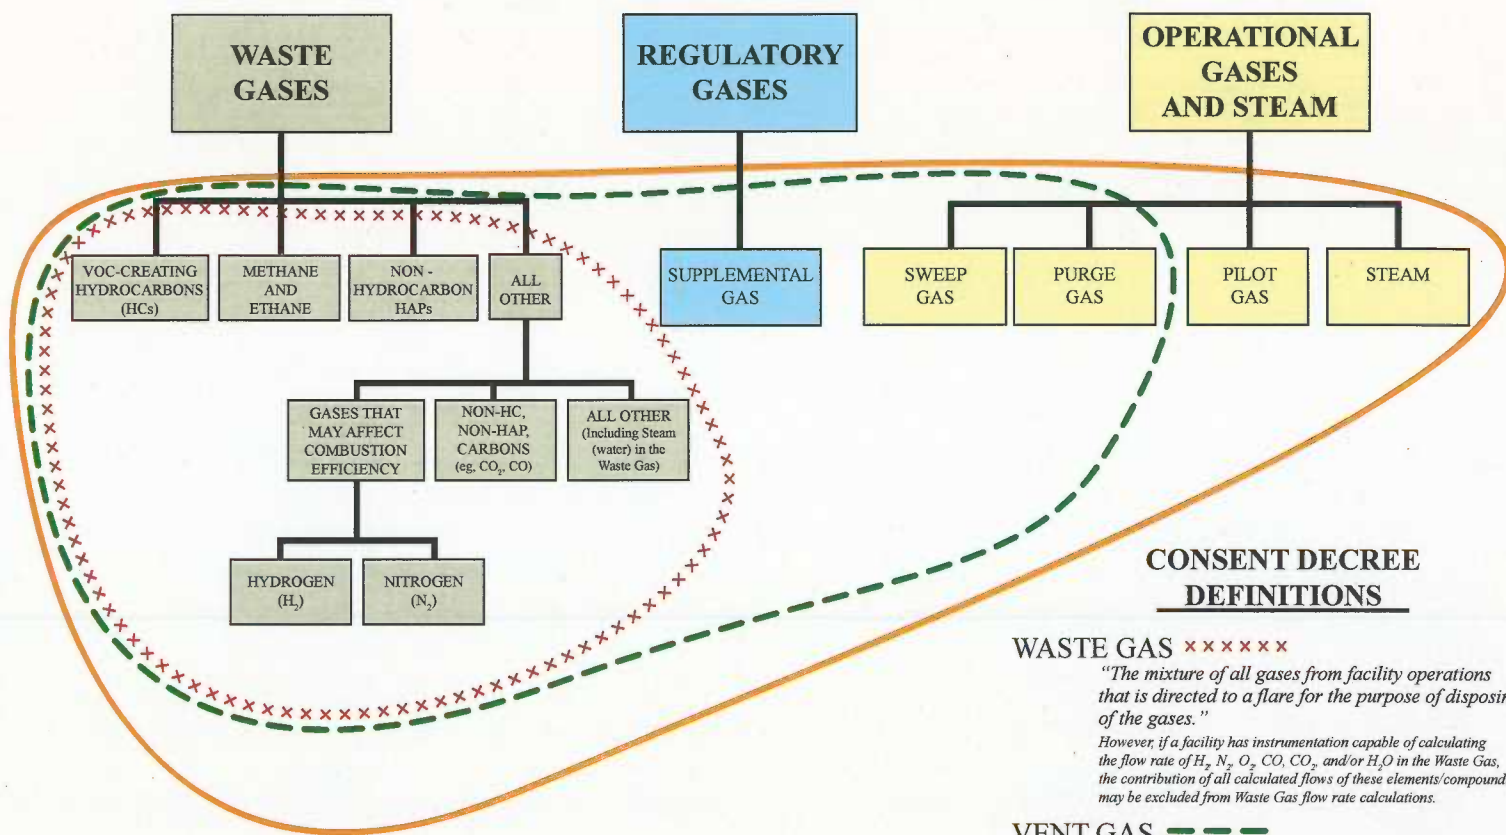 WASTE
GASES
REGULATORY
GASES
OPERATIONAL
GASES
AND STEAM
VOC-CREATING
HYDROCARBONS
(HCs)
METHANE
AND
ETHANE
NON -
HYDROCARBON
HAPs
ALL
OTHER
SUPPLEMENTAL
GAS
SWEEP
GAS
PURGE
GAS
PILOT
GAS
STEAM
GASES THAT
MAY AFFECT
COMBUSTION
EFFICIENCY
NON-HC,
NON-HAP,
CARBONS
(eg, CO₂, CO)
ALL OTHER
(Including Steam
(water) in the
Waste Gas)
HYDROGEN
(H₂)
NITROGEN
(N₂)
CONSENT DECREE
DEFINITIONS
WASTE GAS ××××××
“The mixture of all gases from facility operations
that is directed to a flare for the purpose of disposin
of the gases.”
However, if a facility has instrumentation capable of calculating
the flow rate of H₂, N₂, O₂, CO, CO₂, and/or H₂O in the Waste Gas,
the contribution of all calculated flows of these elements/compound
may be excluded from Waste Gas flow rate calculations.
VENT GAS